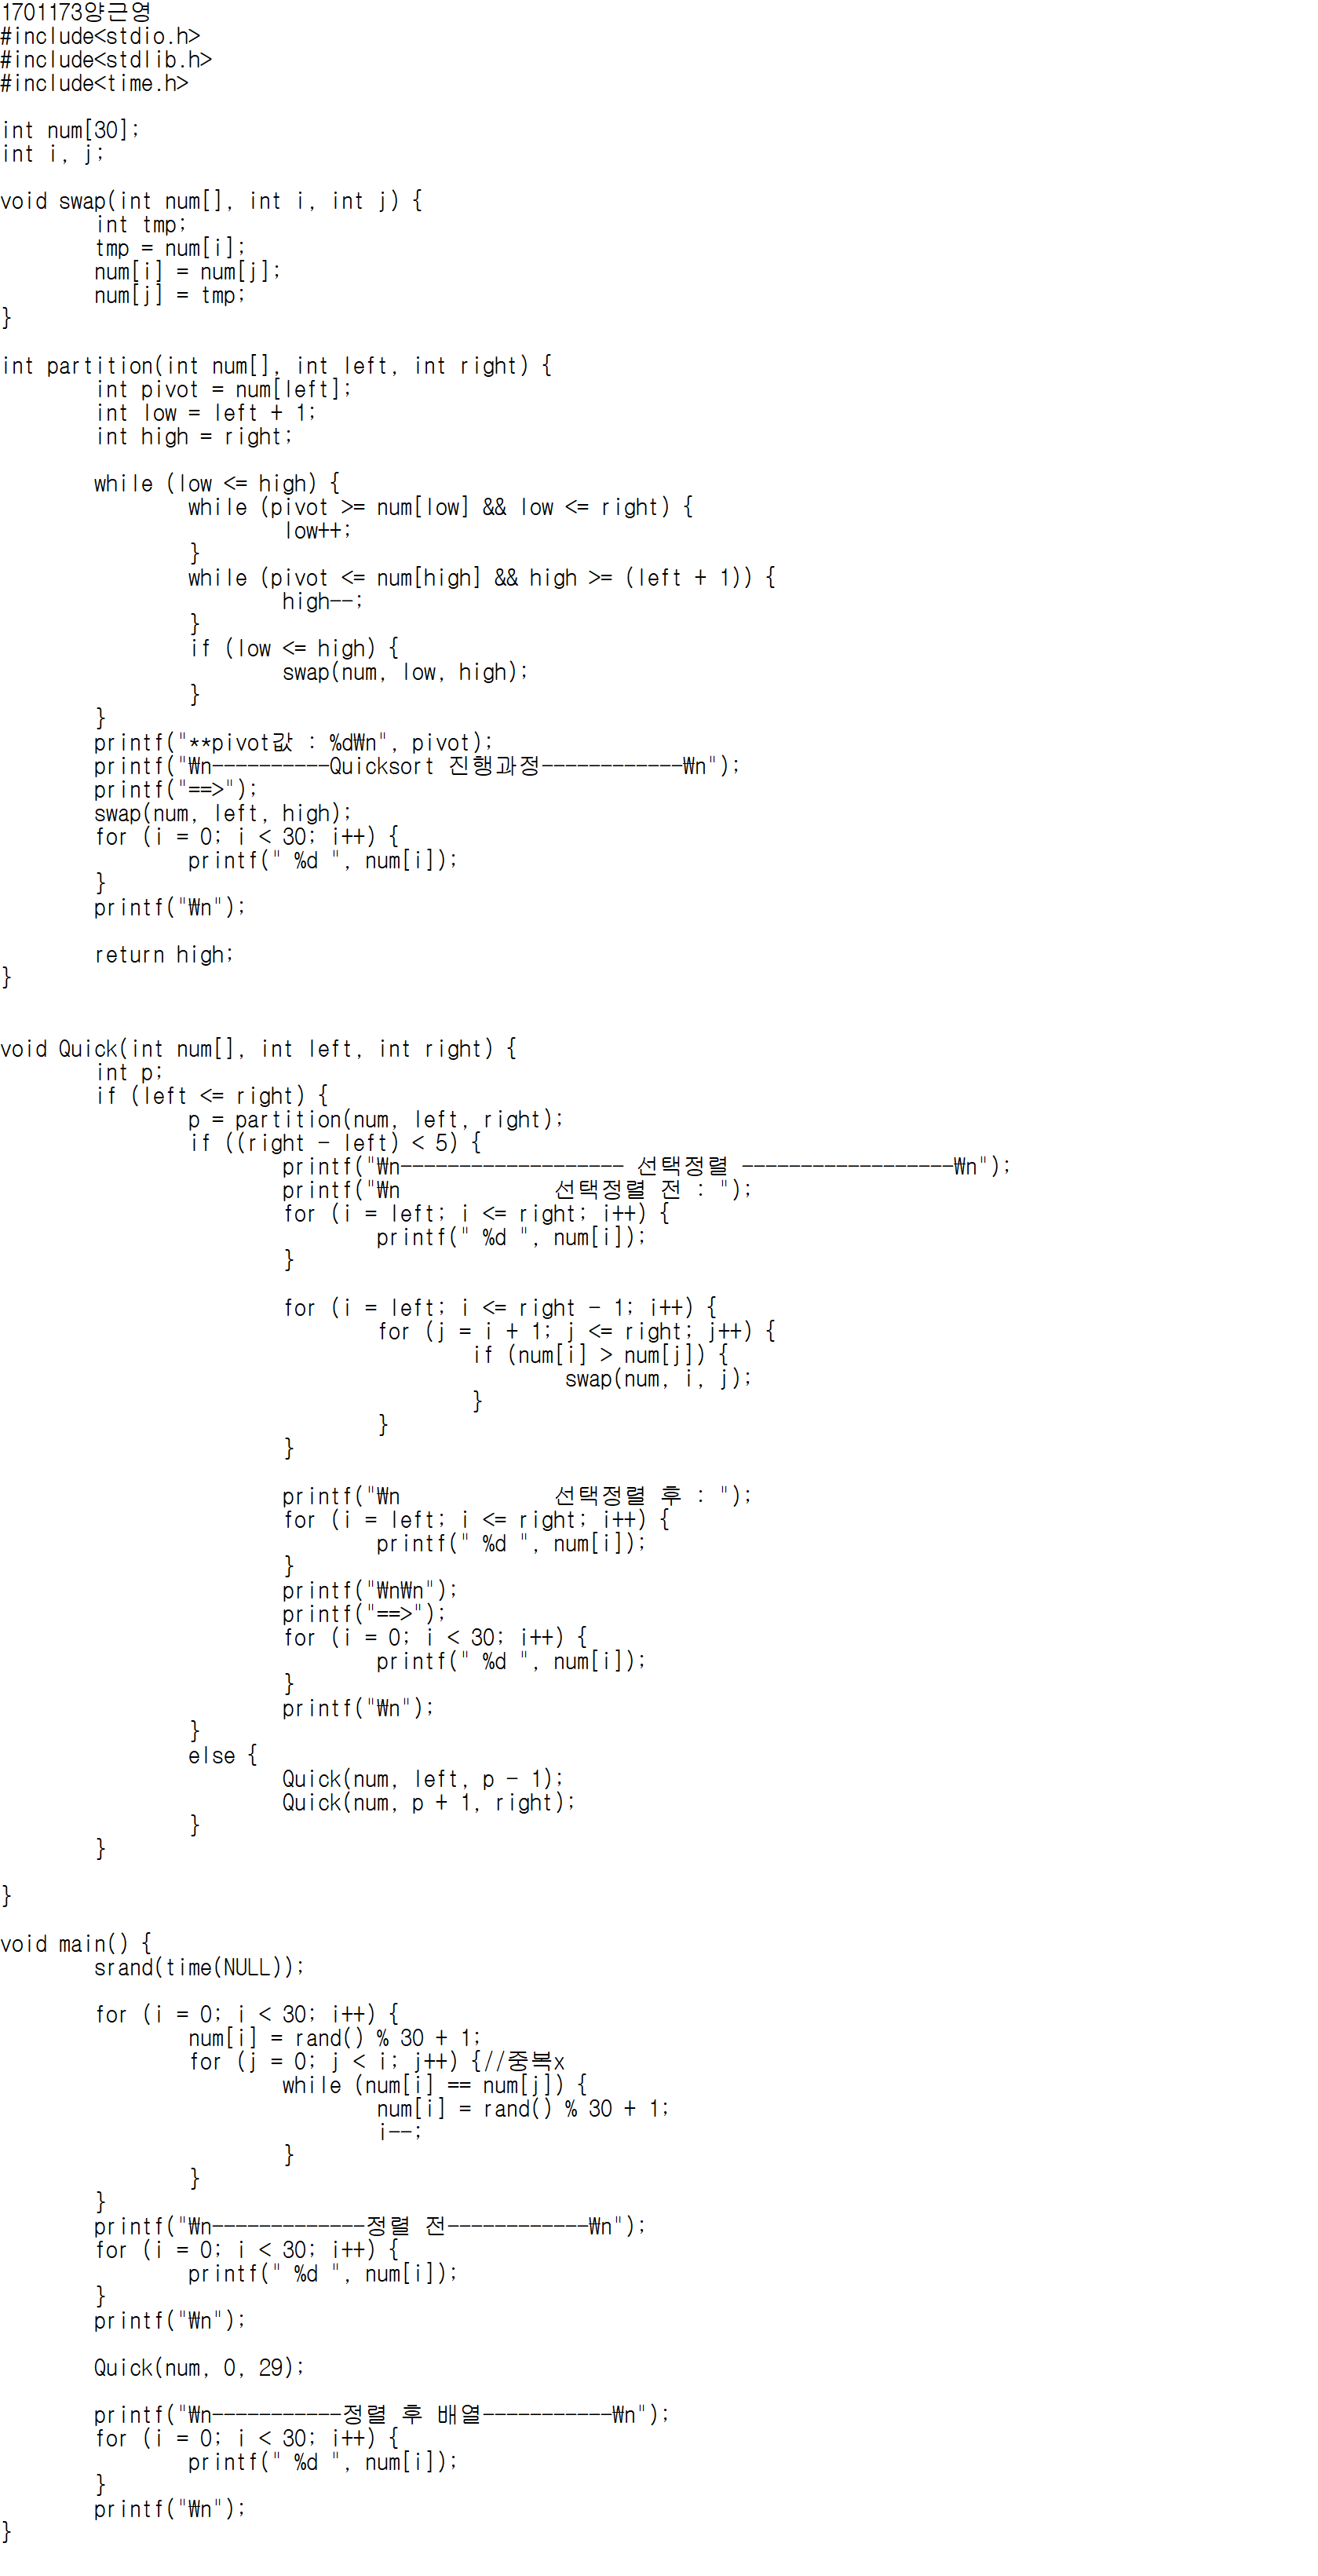 1701173양근영
#include<stdio.h>
#include<stdlib.h>
#include<time.h>

int num[30];
int i, j;

void swap(int num[], int i, int j) {
        int tmp;
        tmp = num[i];
        num[i] = num[j];
        num[j] = tmp;
}

int partition(int num[], int left, int right) {
        int pivot = num[left];
        int low = left + 1;
        int high = right;

        while (low <= high) {
                while (pivot >= num[low] && low <= right) {
                        low++;
                }
                while (pivot <= num[high] && high >= (left + 1)) {
                        high--;
                }
                if (low <= high) {
                        swap(num, low, high);
                }
        }
        printf("**pivot값 : %d₩n", pivot);
        printf("₩n----------Quicksort 진행과정------------₩n");
        printf("==>");
        swap(num, left, high);
        for (i = 0; i < 30; i++) {
                printf(" %d ", num[i]);
        }
        printf("₩n");

        return high;
}


void Quick(int num[], int left, int right) {
        int p;
        if (left <= right) {
                p = partition(num, left, right);
                if ((right - left) < 5) {
                        printf("₩n------------------- 선택정렬 ------------------₩n");
                        printf("₩n             선택정렬 전 : ");
                        for (i = left; i <= right; i++) {
                                printf(" %d ", num[i]);
                        }

                        for (i = left; i <= right - 1; i++) {
                                for (j = i + 1; j <= right; j++) {
                                        if (num[i] > num[j]) {
                                                swap(num, i, j);
                                        }
                                }
                        }

                        printf("₩n             선택정렬 후 : ");
                        for (i = left; i <= right; i++) {
                                printf(" %d ", num[i]);
                        }
                        printf("₩n₩n");
                        printf("==>");
                        for (i = 0; i < 30; i++) {
                                printf(" %d ", num[i]);
                        }
                        printf("₩n");
                }
                else {
                        Quick(num, left, p - 1);
                        Quick(num, p + 1, right);
                }
        }

}

void main() {
        srand(time(NULL));

        for (i = 0; i < 30; i++) {
                num[i] = rand() % 30 + 1;
                for (j = 0; j < i; j++) {//중복x
                        while (num[i] == num[j]) {
                                num[i] = rand() % 30 + 1;
                                i--;
                        }
                }
        }
        printf("₩n-------------정렬 전------------₩n");
        for (i = 0; i < 30; i++) {
                printf(" %d ", num[i]);
        }
        printf("₩n");

        Quick(num, 0, 29);

        printf("₩n-----------정렬 후 배열-----------₩n");
        for (i = 0; i < 30; i++) {
                printf(" %d ", num[i]);
        }
        printf("₩n");
}